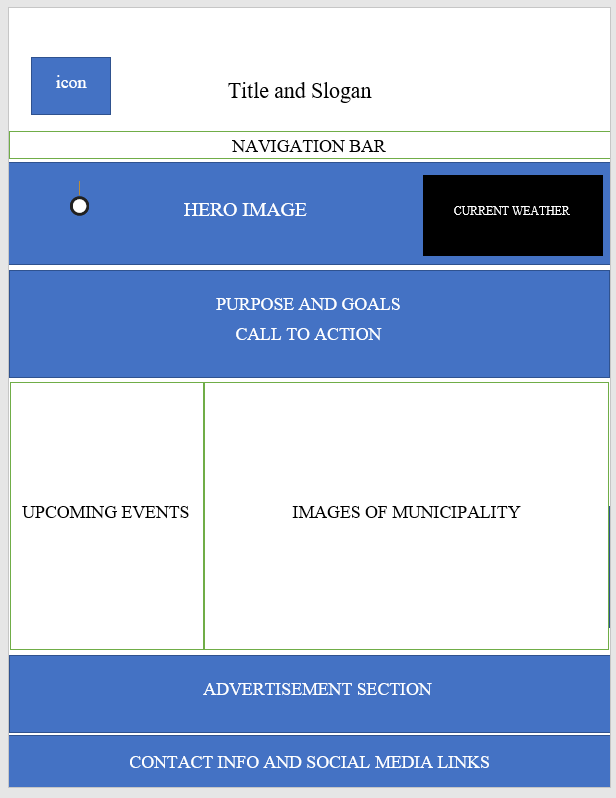 icon
Title and Slogan
NAVIGATION BAR
HERO IMAGE
CURRENT WEATHER
PURPOSE AND GOALS
CALL TO ACTION
UPCOMING EVENTS
IMAGES OF MUNICIPALITY
ADVERTISEMENT SECTION
CONTACT INFO AND SOCIAL MEDIA LINKS